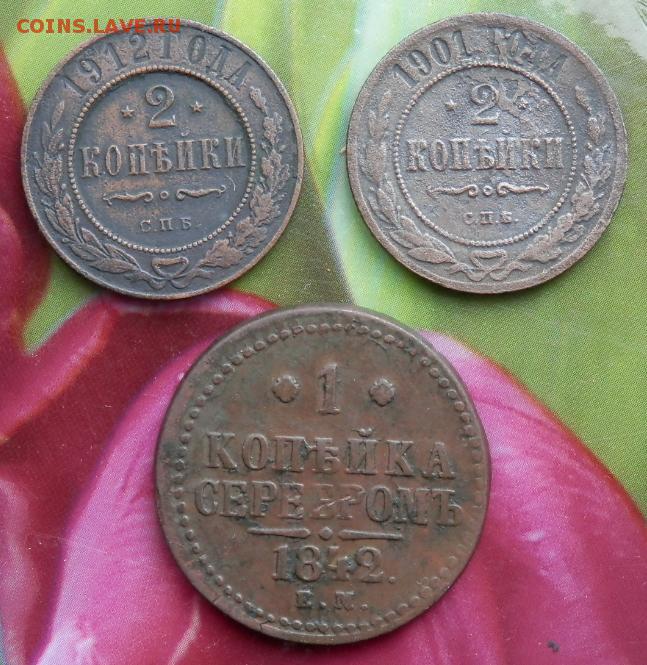 COINS.LAVE.RU
1912 ГОДА
* 2 *
КОПѢЙКИ
С.П.Б.
1901 ГОДА
* 2 *
КОПѢЙКИ
С.П.Б.
1
КОПѢЙКА
СЕРЕБРОМЪ
1842.
Е.М.